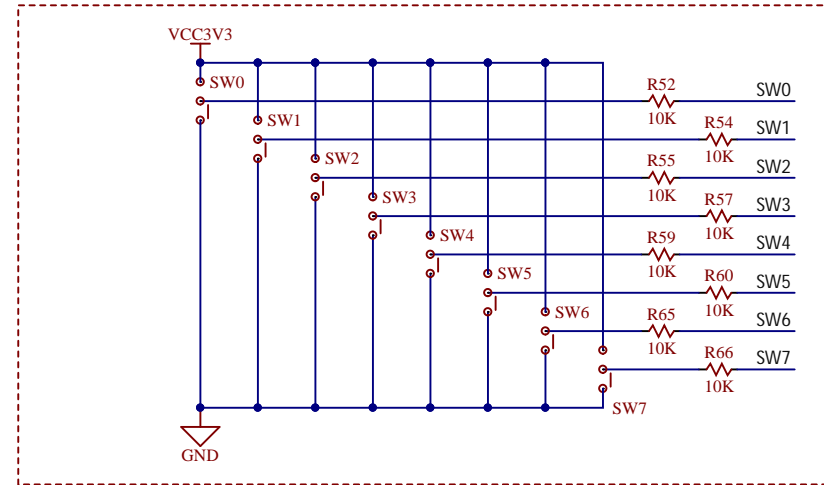 VCC3V3
SW0
R52
10K
SW0
SW1
R54
10K
SW1
SW2
R55
10K
SW2
SW3
R57
10K
SW3
SW4
R59
10K
SW4
SW5
R60
10K
SW5
SW6
R65
10K
SW6
R66
10K
SW7
SW7
GND